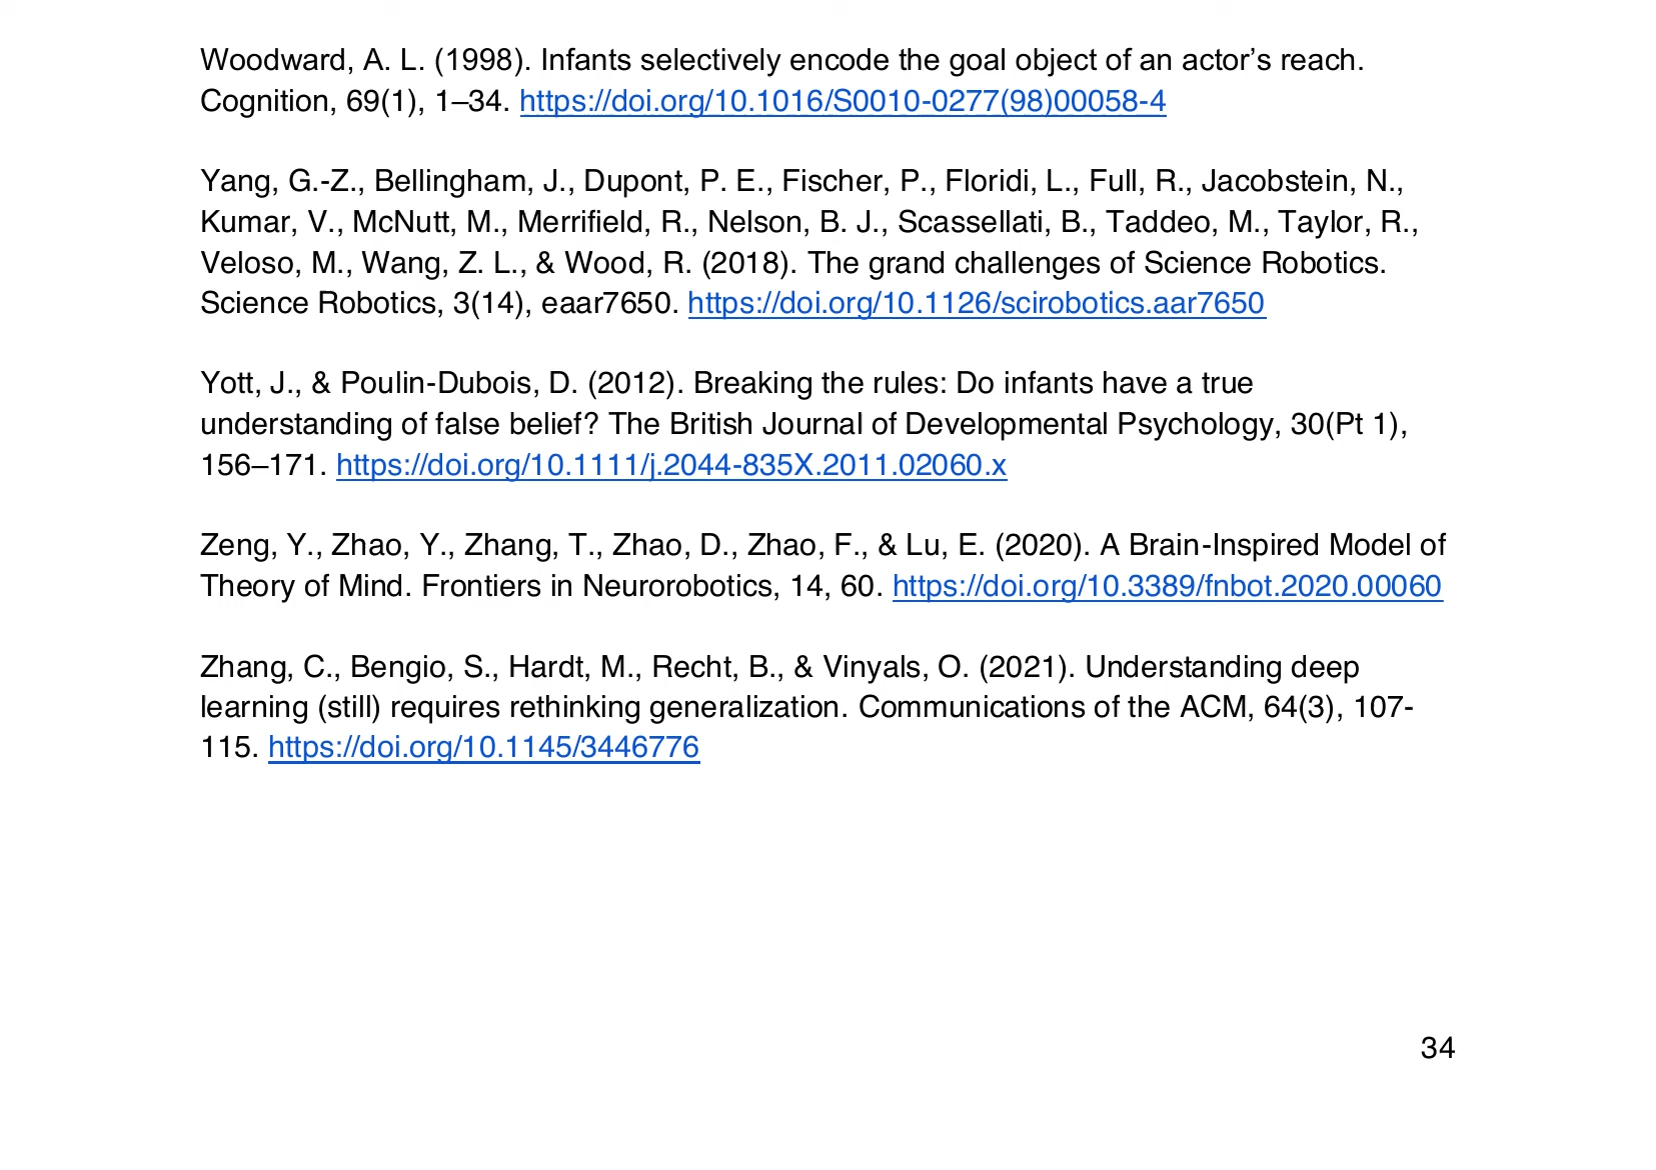 Woodward, A. L. (1998). Infants selectively encode the goal object of an actor’s reach.
Cognition, 69(1), 1–34. https://doi.org/10.1016/S0010-0277(98)00058-4
Yang, G.-Z., Bellingham, J., Dupont, P. E., Fischer, P., Floridi, L., Full, R., Jacobstein, N.,
Kumar, V., McNutt, M., Merrifield, R., Nelson, B. J., Scassellati, B., Taddeo, M., Taylor, R.,
Veloso, M., Wang, Z. L., & Wood, R. (2018). The grand challenges of Science Robotics.
Science Robotics, 3(14), eaar7650. https://doi.org/10.1126/scirobotics.aar7650
Yott, J., & Poulin-Dubois, D. (2012). Breaking the rules: Do infants have a true
understanding of false belief? The British Journal of Developmental Psychology, 30(Pt 1),
156–171. https://doi.org/10.1111/j.2044-835X.2011.02060.x
Zeng, Y., Zhao, Y., Zhang, T., Zhao, D., Zhao, F., & Lu, E. (2020). A Brain-Inspired Model of
Theory of Mind. Frontiers in Neurorobotics, 14, 60. https://doi.org/10.3389/fnbot.2020.00060
Zhang, C., Bengio, S., Hardt, M., Recht, B., & Vinyals, O. (2021). Understanding deep
learning (still) requires rethinking generalization. Communications of the ACM, 64(3), 107-
115. https://doi.org/10.1145/3446776
34